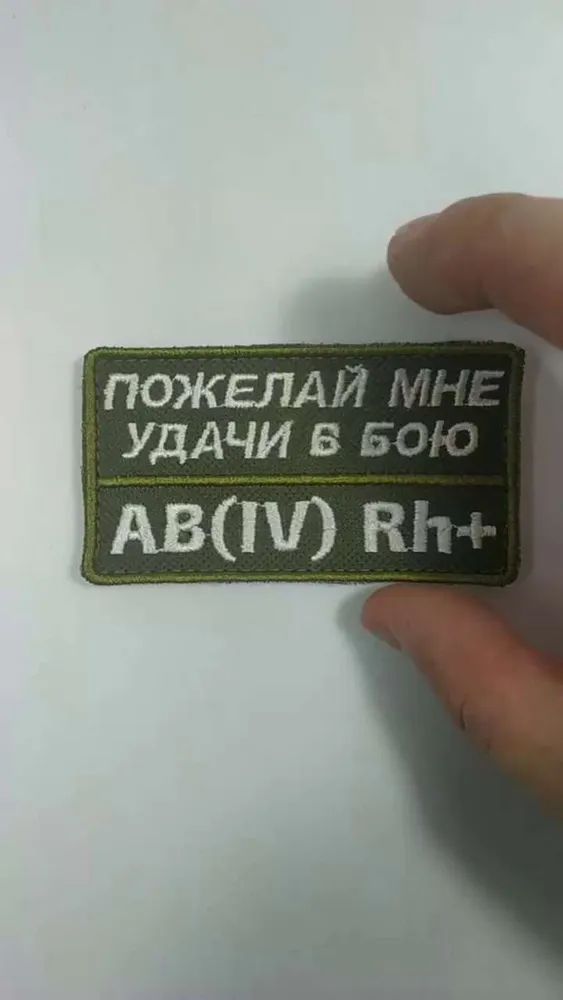 ПОЖЕЛАЙ МНЕ
УДАЧИ В БОЮ
AB(IV) Rh+